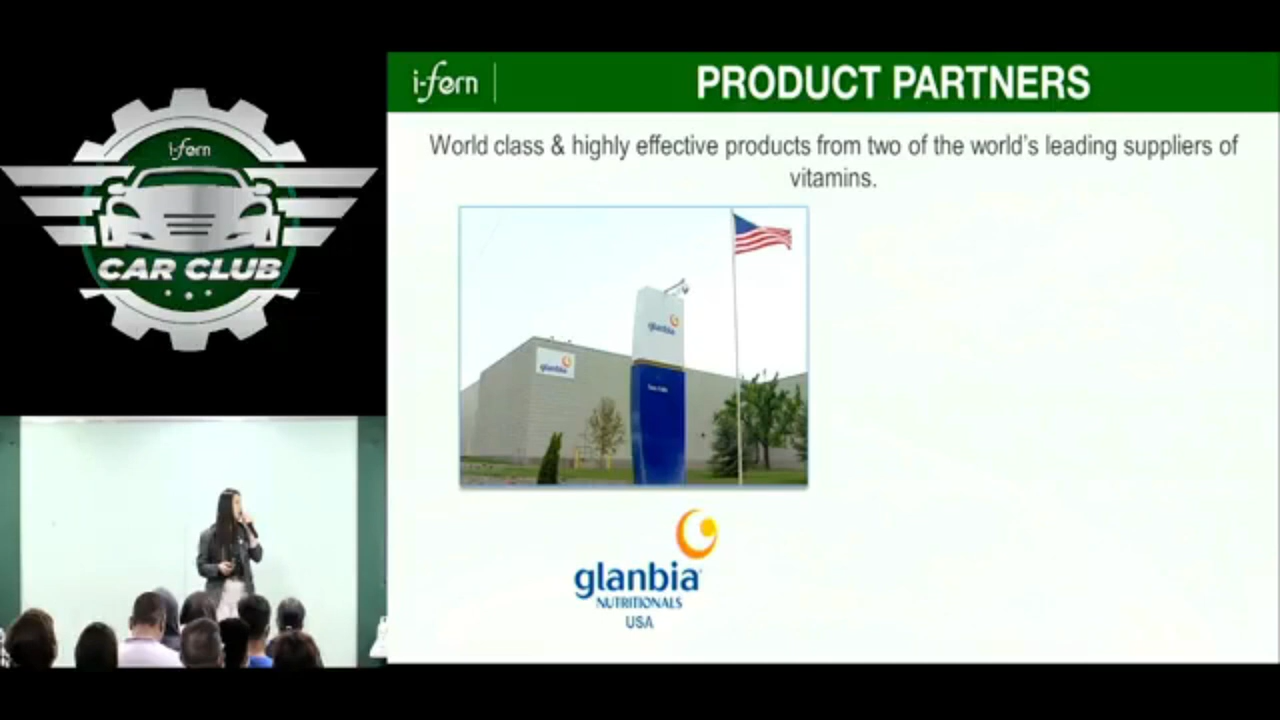 i-fern
CAR CLUB
i-fern
PRODUCT PARTNERS
World class & highly effective products from two of the world's leading suppliers of
vitamins.
glanbia
glanbia
glanbia
NUTRITIONALS
USA